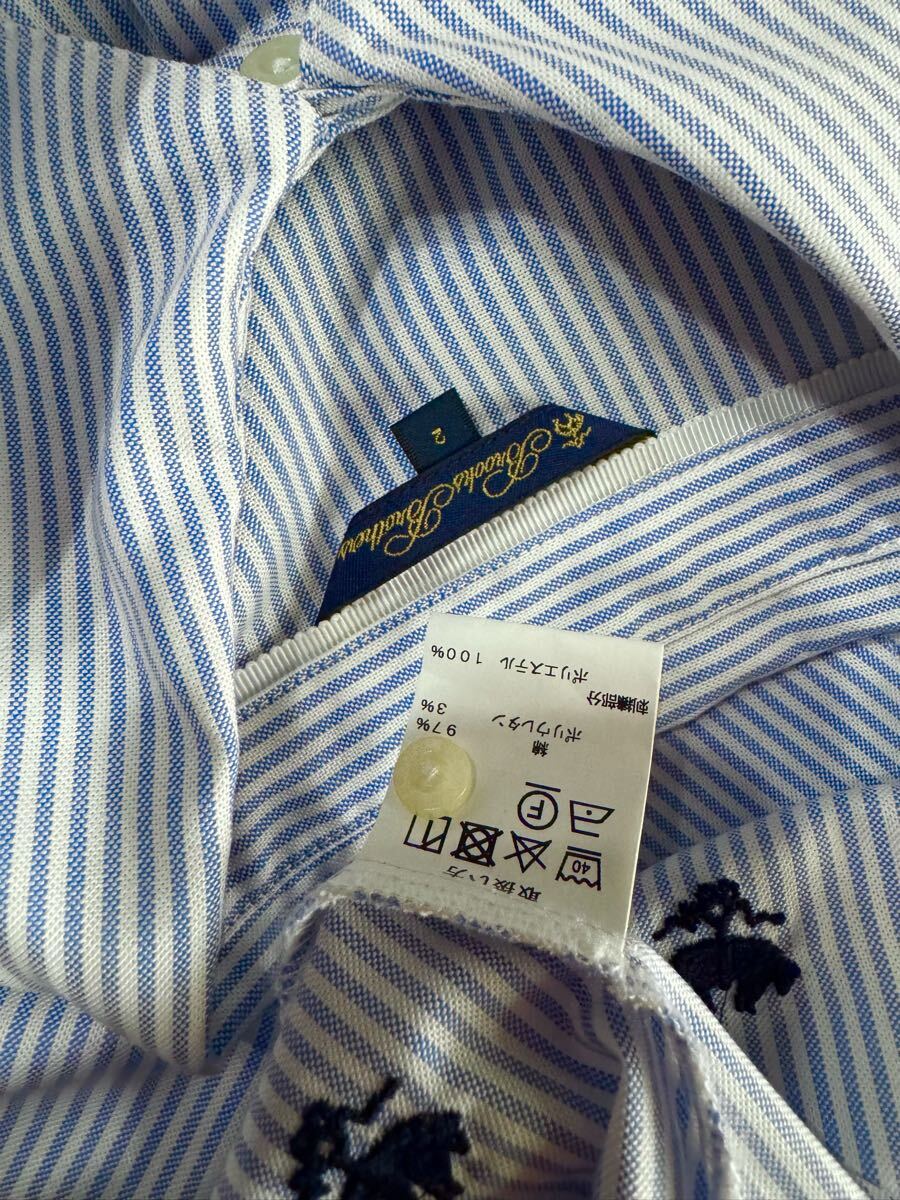 Brooks Brothers
2
取扱い方
40
F
綿 97%
ポリウレタン 3%
刺繍部分
ポリエステル 100%